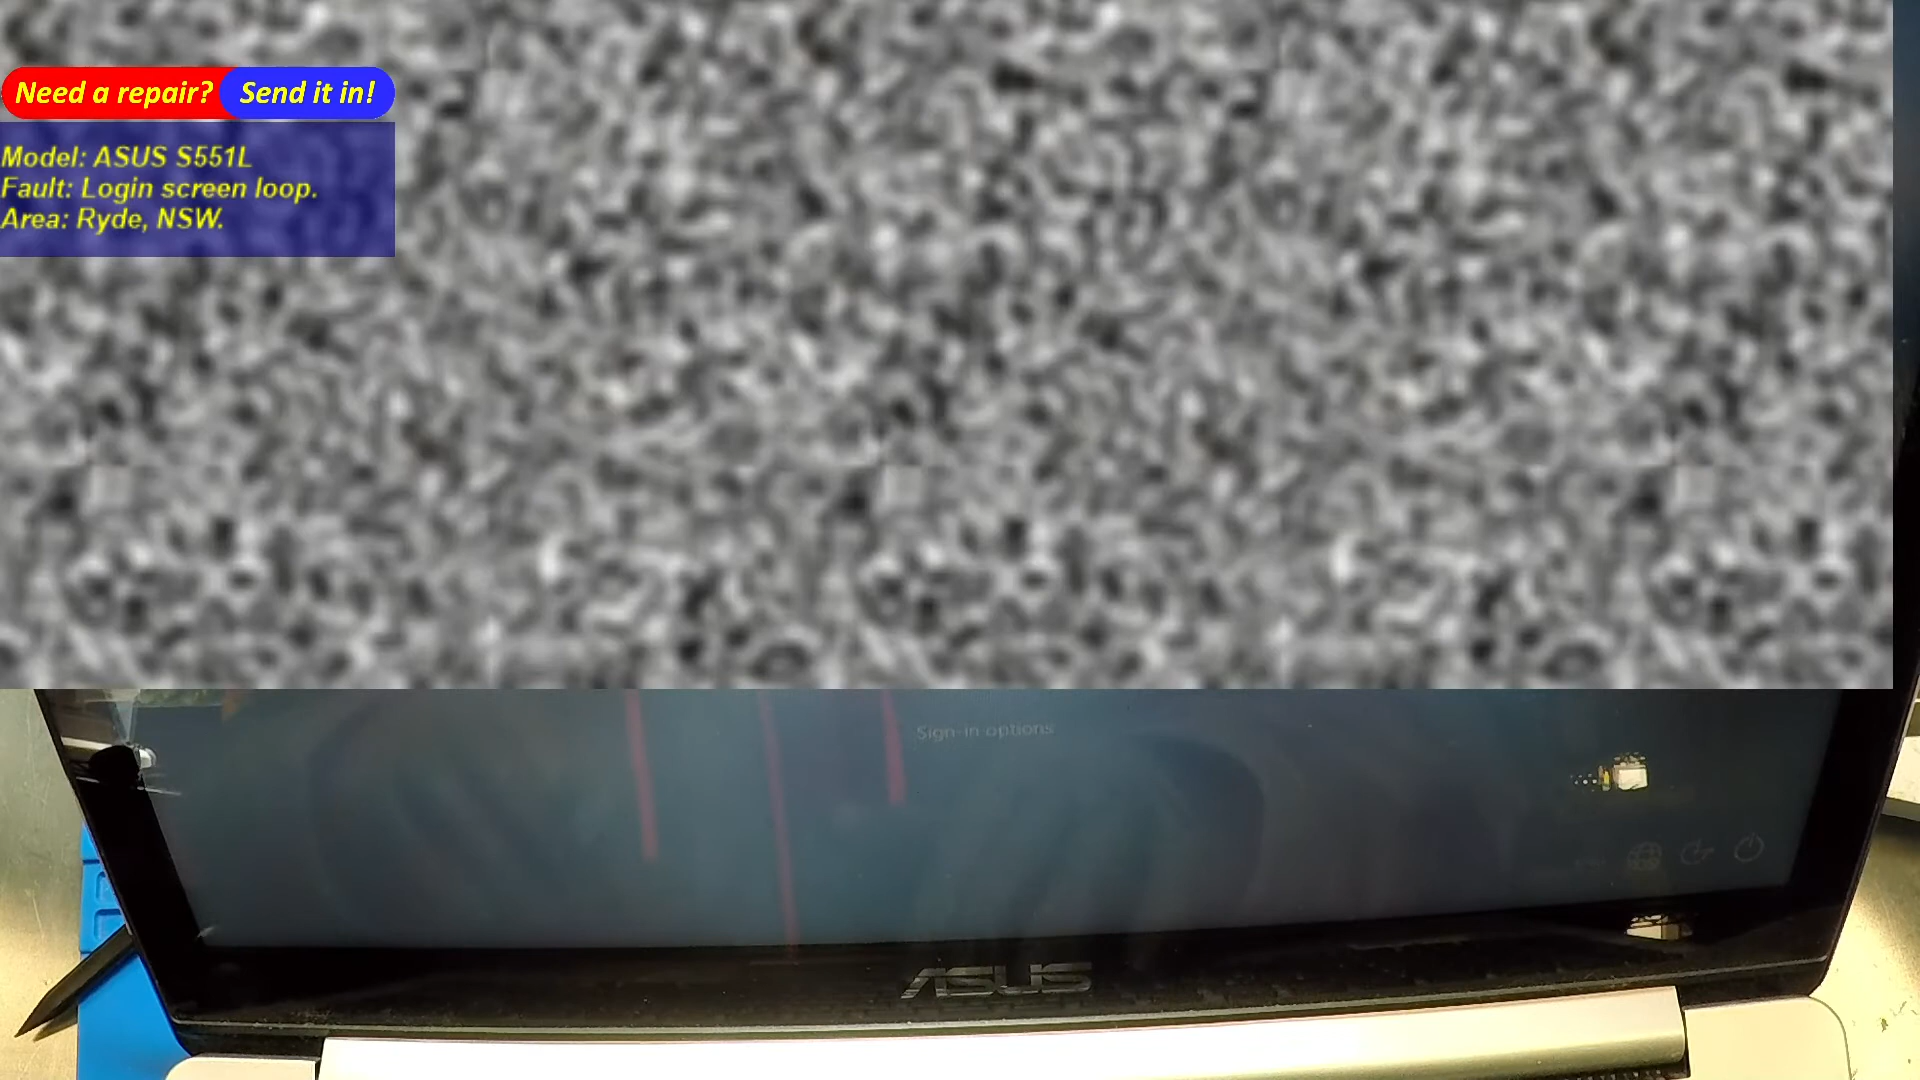 Need a repair? Send it in!
Model: ASUS S551L
Fault: Login screen loop.
Area: Ryde, NSW.
Sign-in options
ASUS